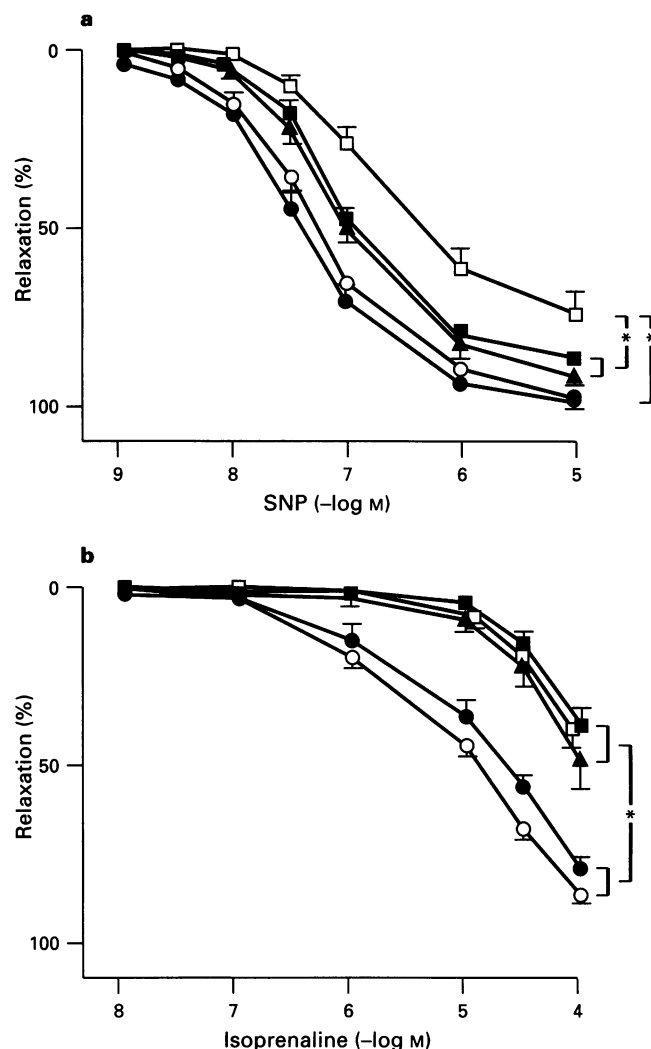 a
0
50
100
Relaxation (%)
*
*
9 8 7 6 5
SNP (–log M)
b
0
50
100
Relaxation (%)
*
8 7 6 5 4
Isoprenaline (–log M)